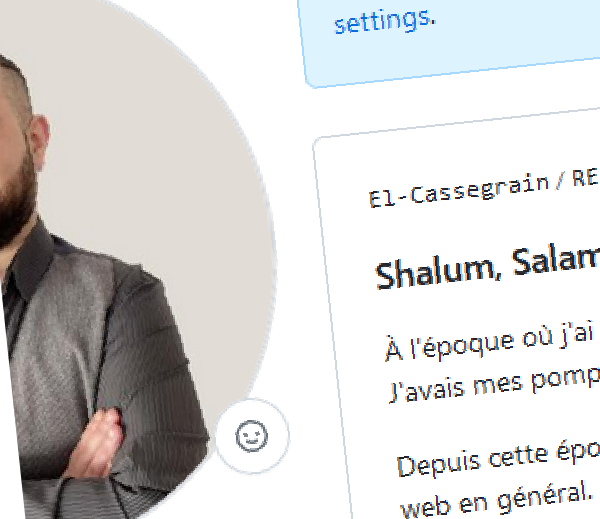 settings.
El-Cassegrain / RE
Shalum, Salam
À l'époque où j'ai
J'avais mes pomp
Depuis cette épo
web en général.